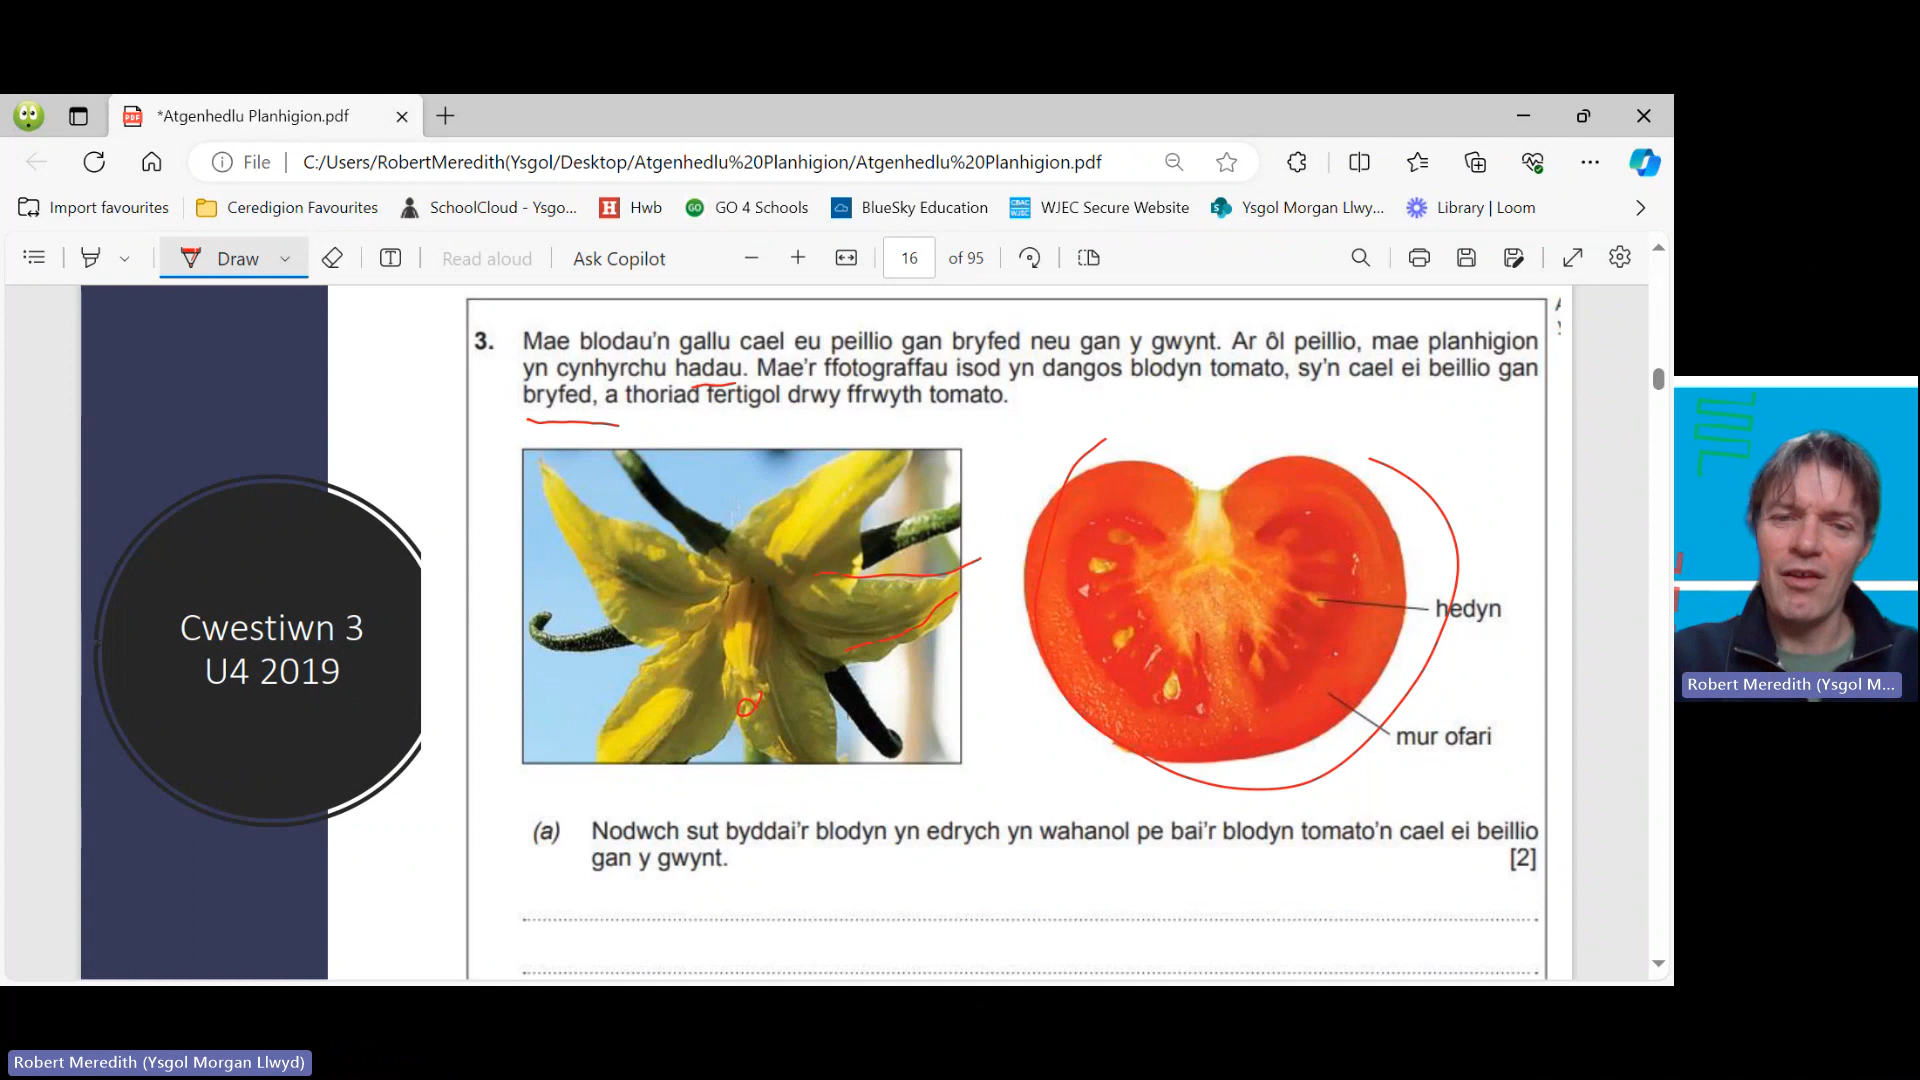 *Atgenhedlu Planhigion.pdf
File
C:/Users/RobertMeredith(Ysgol/Desktop/Atgenhedlu%20Planhigion/Atgenhedlu%20Planhigion.pdf
Import favourites
Ceredigion Favourites
SchoolCloud - Ysgo...
Hwb
GO 4 Schools
BlueSky Education
WJEC Secure Website
Ysgol Morgan Llwy...
Library | Loom
Draw
Read aloud
Ask Copilot
16 of 95
Cwestiwn 3
U4 2019
3. Mae blodau'n gallu cael eu peillio gan bryfed neu gan y gwynt. Ar ôl peillio, mae planhigion
yn cynhyrchu hadau. Mae'r ffotograffau isod yn dangos blodyn tomato, sy'n cael ei beillio gan
bryfed, a thoriad fertigol drwy ffrwyth tomato.
hedyn
mur ofari
(a) Nodwch sut byddai'r blodyn yn edrych yn wahanol pe bai'r blodyn tomato'n cael ei beillio
gan y gwynt. [2]
Robert Meredith (Ysgol M...
Robert Meredith (Ysgol Morgan Llwyd)